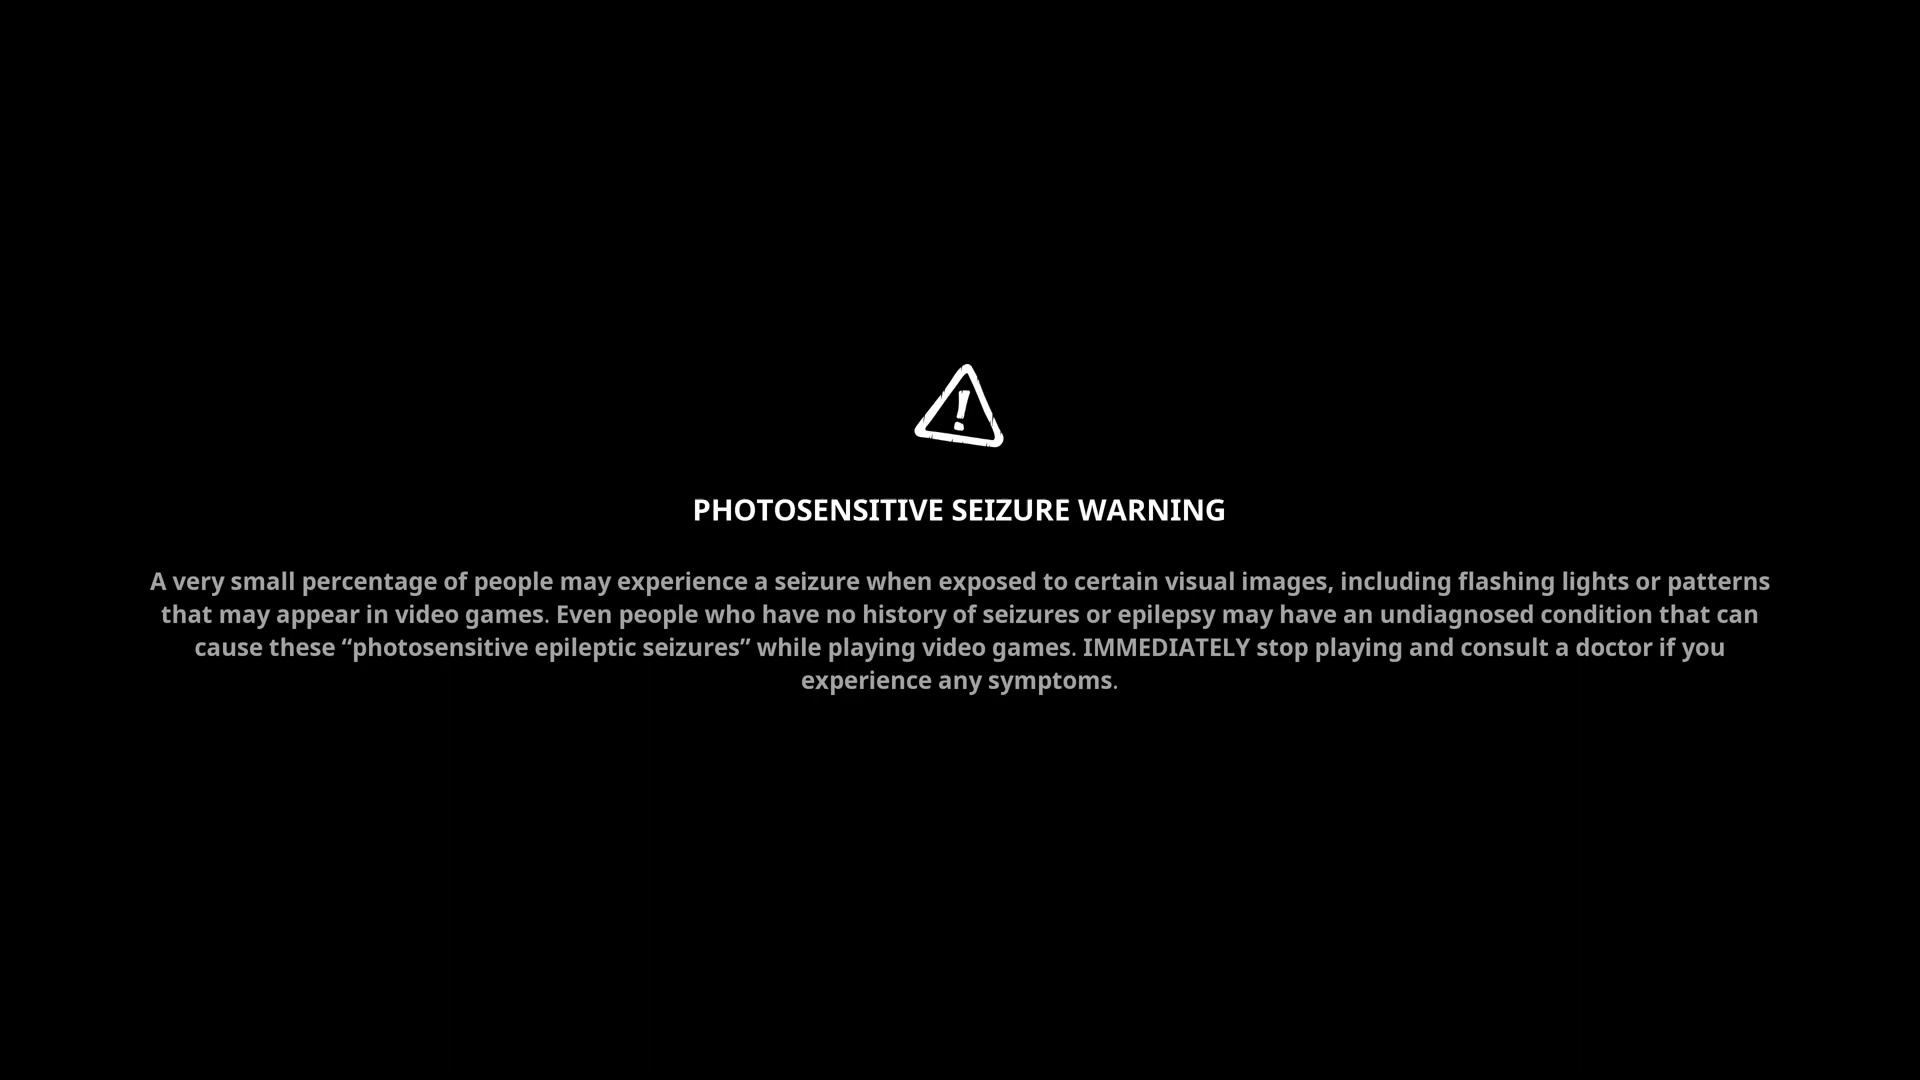 PHOTOSENSITIVE SEIZURE WARNING
A very small percentage of people may experience a seizure when exposed to certain visual images, including flashing lights or patterns
that may appear in video games. Even people who have no history of seizures or epilepsy may have an undiagnosed condition that can
cause these “photosensitive epileptic seizures” while playing video games. IMMEDIATELY stop playing and consult a doctor if you
experience any symptoms.